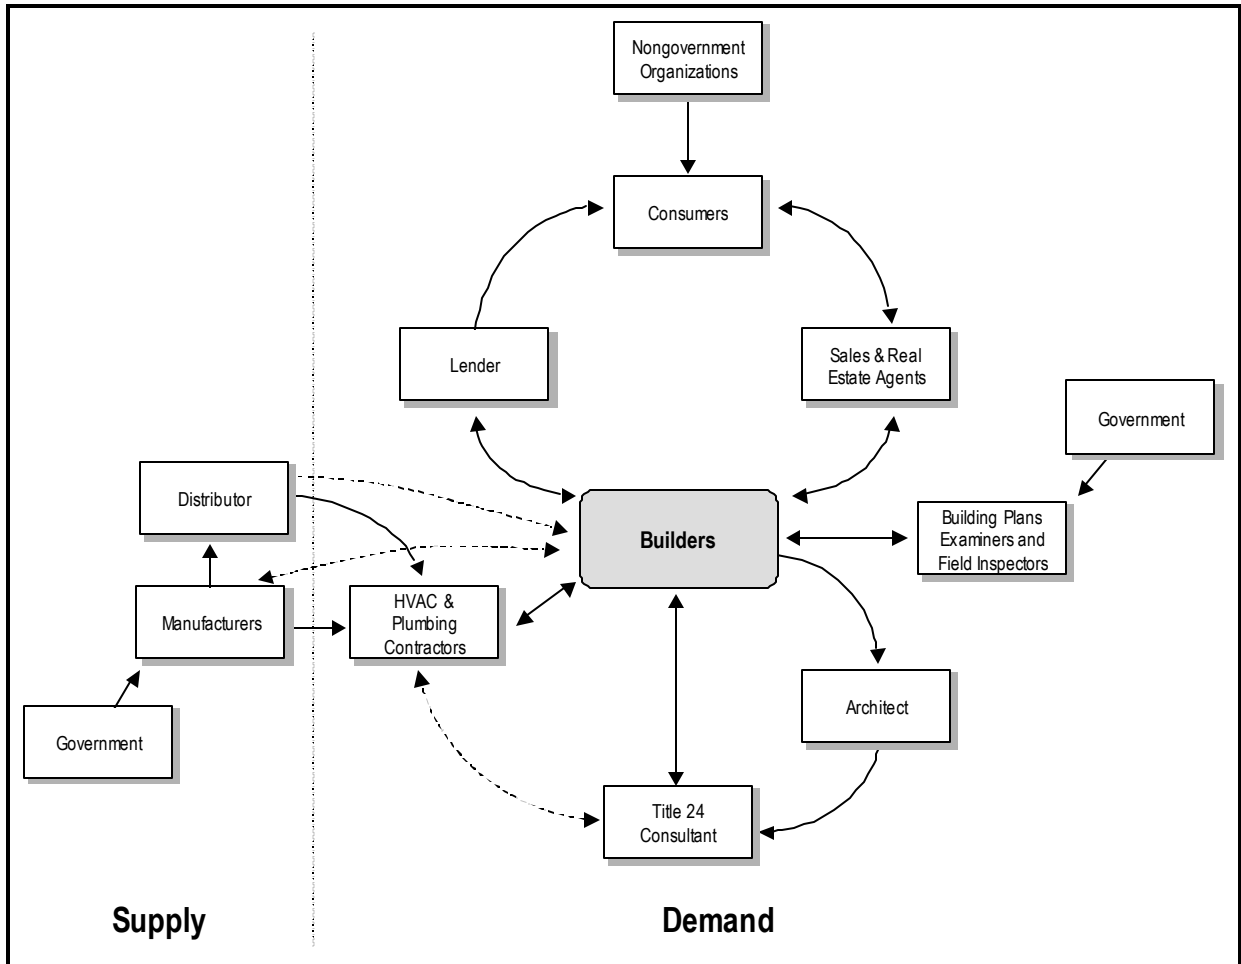 Nongovernment
Organizations
Consumers
Lender
Sales & Real
Estate Agents
Government
Distributor
Builders
Building Plans
Examiners and
Field Inspectors
Manufacturers
HVAC &
Plumbing
Contractors
Government
Architect
Title 24
Consultant
Supply
Demand